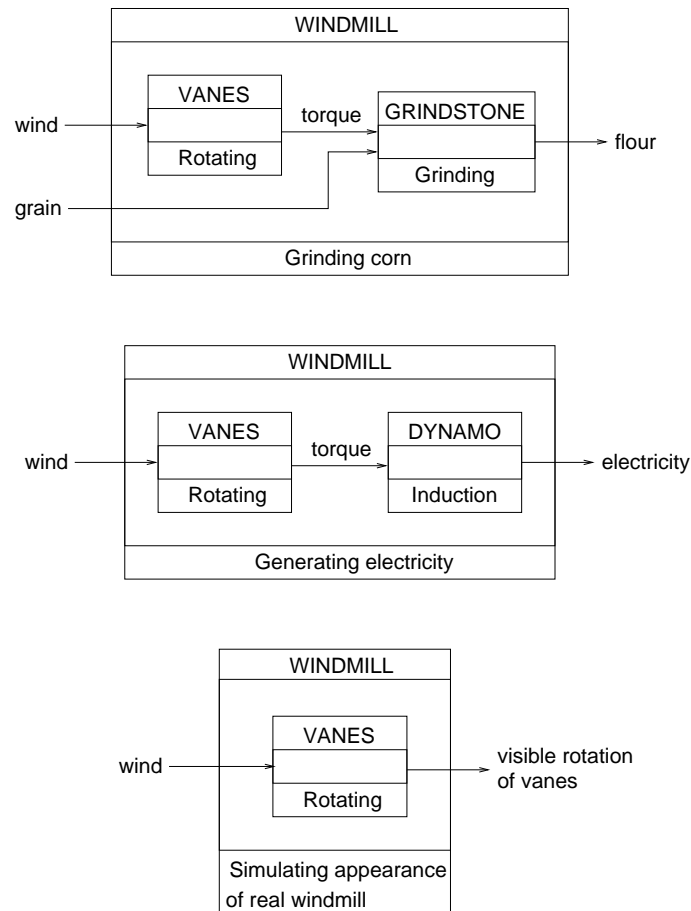 WINDMILL
VANES
wind
torque
GRINDSTONE
flour
Rotating
Grinding
grain
Grinding corn
WINDMILL
VANES
DYNAMO
wind
torque
electricity
Rotating
Induction
Generating electricity
WINDMILL
VANES
wind
visible rotation
of vanes
Rotating
Simulating appearance
of real windmill